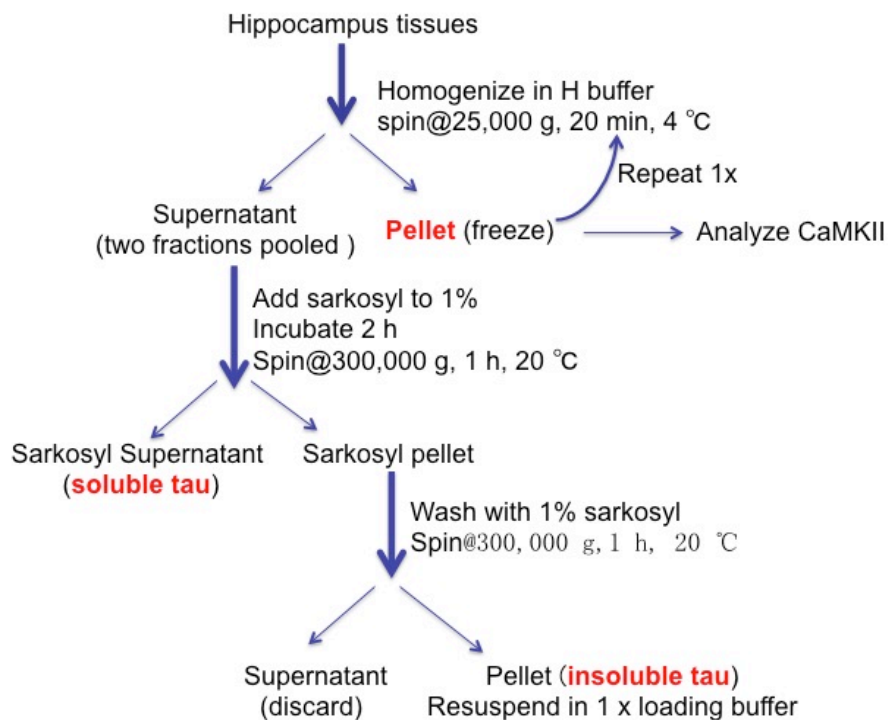 Hippocampus tissues
Homogenize in H buffer
spin@25,000 g, 20 min, 4 ℃
Repeat 1x
Supernatant
(two fractions pooled )
Pellet (freeze)
Analyze CaMKII
Add sarkosyl to 1%
Incubate 2 h
Spin@300,000 g, 1 h, 20 ℃
Sarkosyl Supernatant
(soluble tau)
Sarkosyl pellet
Wash with 1% sarkosyl
Spin@300,000 g,1 h, 20 ℃
Supernatant
(discard)
Pellet (insoluble tau)
Resuspend in 1 x loading buffer